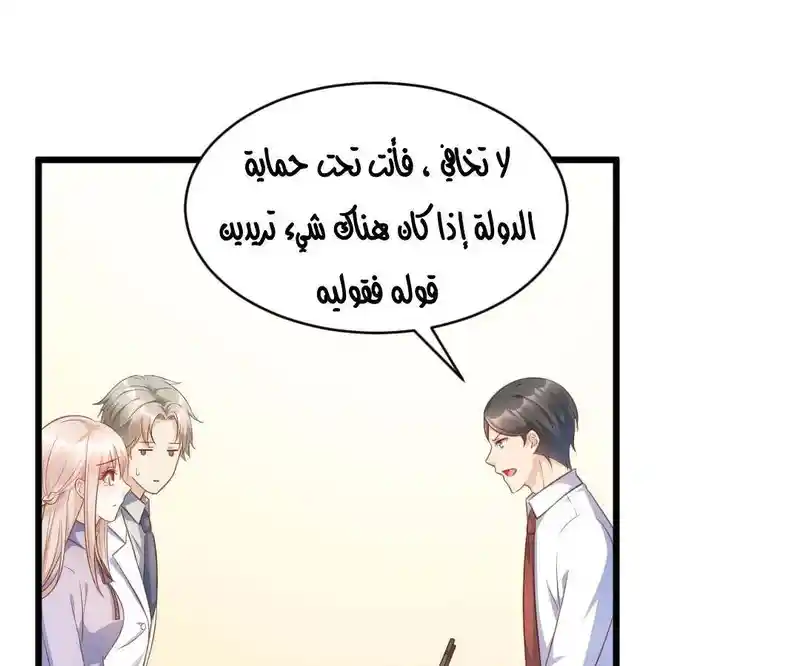 لا تخافي ، فأنت تحت حماية
الدولة إذا كان هناك شيء تريدين
قوله فقوليه